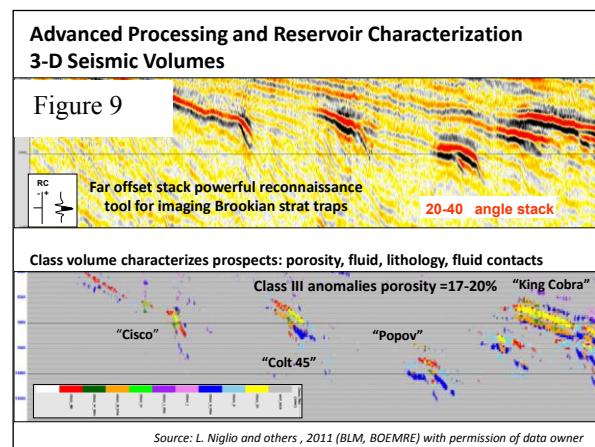 Advanced Processing and Reservoir Characterization
3-D Seismic Volumes
Figure 9
RC
- +
Far offset stack powerful reconnaissance
tool for imaging Brookian strat traps
20-40 angle stack
Class volume characterizes prospects: porosity, fluid, lithology, fluid contacts
Class III anomalies porosity =17-20%
"King Cobra"
"Cisco"
"Popov"
"Colt 45"
Source: L. Niglio and others , 2011 (BLM, BOEMRE) with permission of data owner